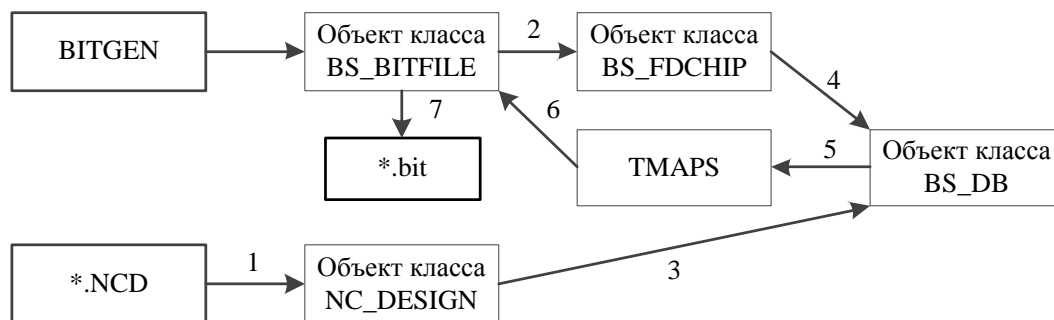 BITGEN
Объект класса
BS_BITFILE
2
Объект класса
BS_FDCHIP
4
7
6
*.bit
TMAPS
5
Объект класса
BS_DB
*.NCD
1
Объект класса
NC_DESIGN
3